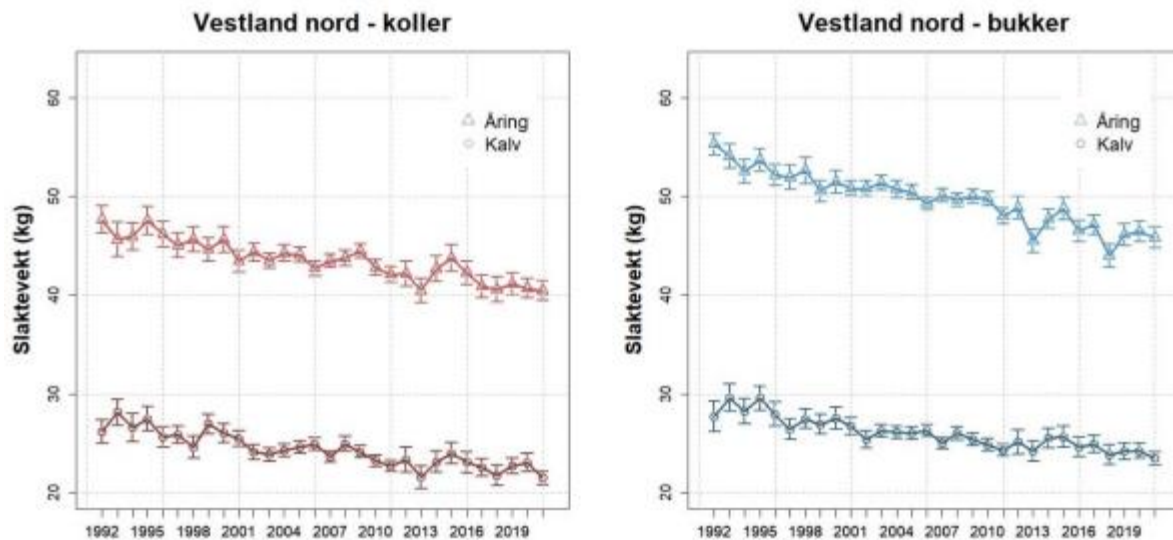 Vestland nord - koller
Slaktevekt (kg)
60
50
40
30
20
Åring
Kalv
1992 1995 1998 2001 2004 2007 2010 2013 2016 2019
Vestland nord - bukker
Slaktevekt (kg)
60
50
40
30
20
Åring
Kalv
1992 1995 1998 2001 2004 2007 2010 2013 2016 2019